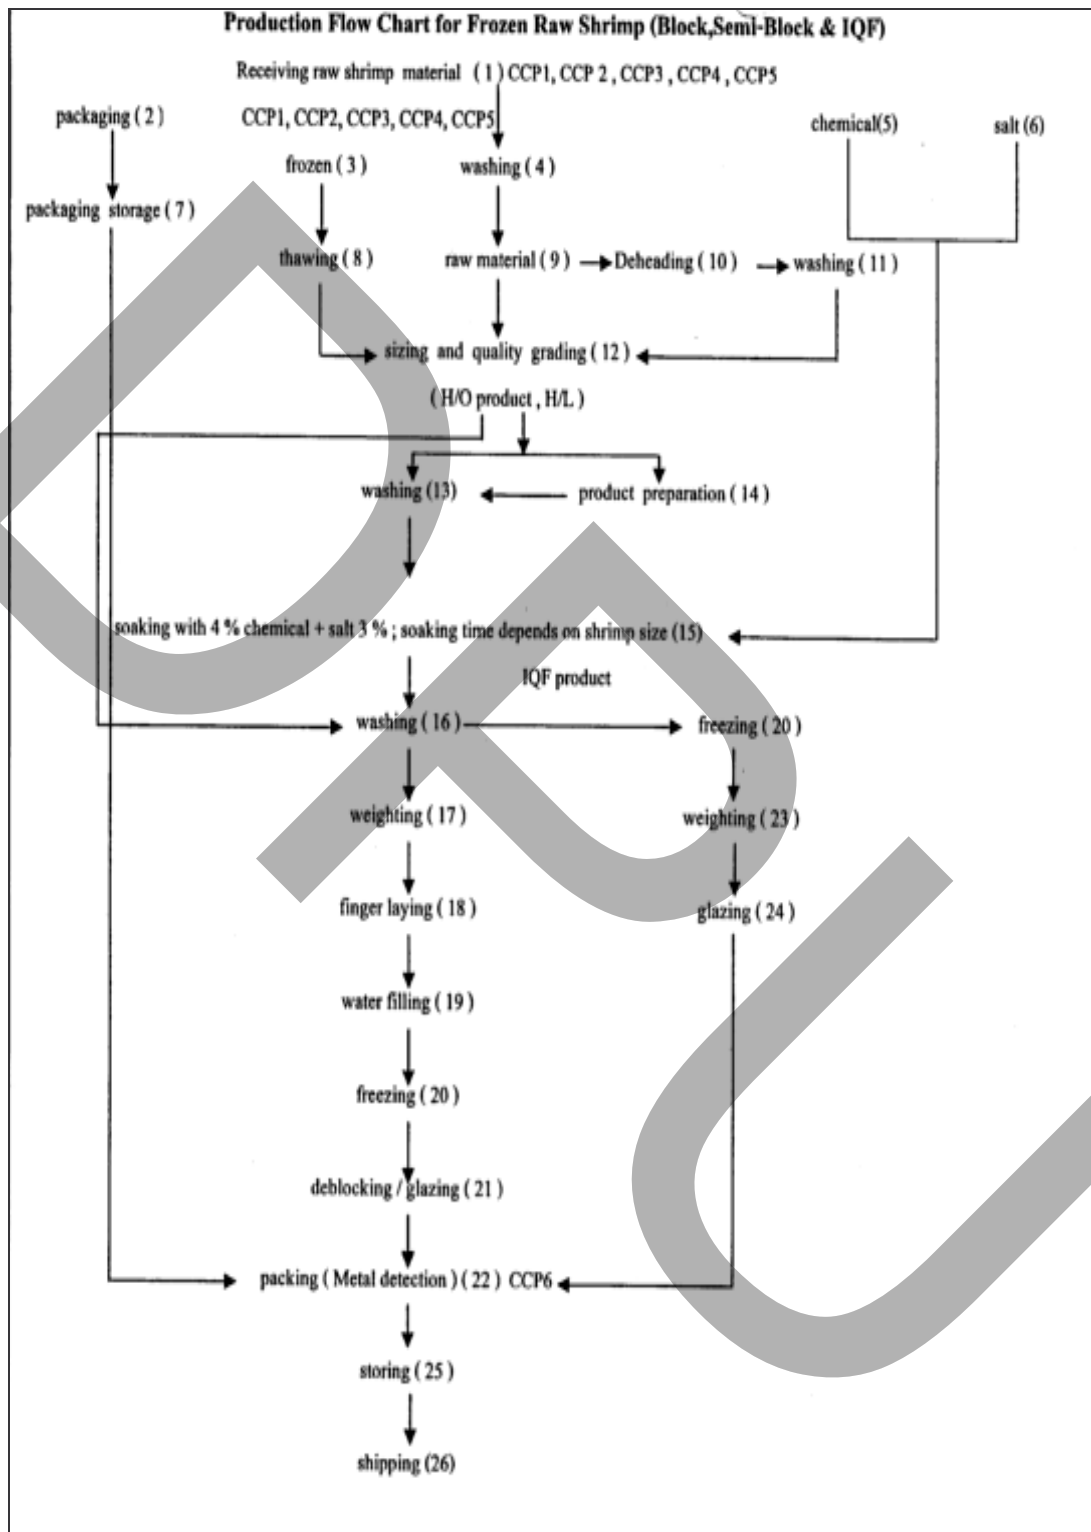 Production Flow Chart for Frozen Raw Shrimp (Block,Semi-Block & IQF)
Receiving raw shrimp material (1) CCP1, CCP 2, CCP3, CCP4, CCP5
packaging (2) CCP1, CCP2, CCP3, CCP4, CCP5 chemical(5) salt (6)
frozen (3) washing (4)
packaging storage (7)
thawing (8) raw material (9) Deheading (10) washing (11)
sizing and quality grading (12)
(H/O product, H/L)
washing (13) product preparation (14)
soaking with 4 % chemical + salt 3 % ; soaking time depends on shrimp size (15)
IQF product
washing (16) freezing (20)
weighting (17) weighting (23)
finger laying (18) glazing (24)
water filling (19)
freezing (20)
deblocking / glazing (21)
packing (Metal detection) (22) CCP6
storing (25)
shipping (26)